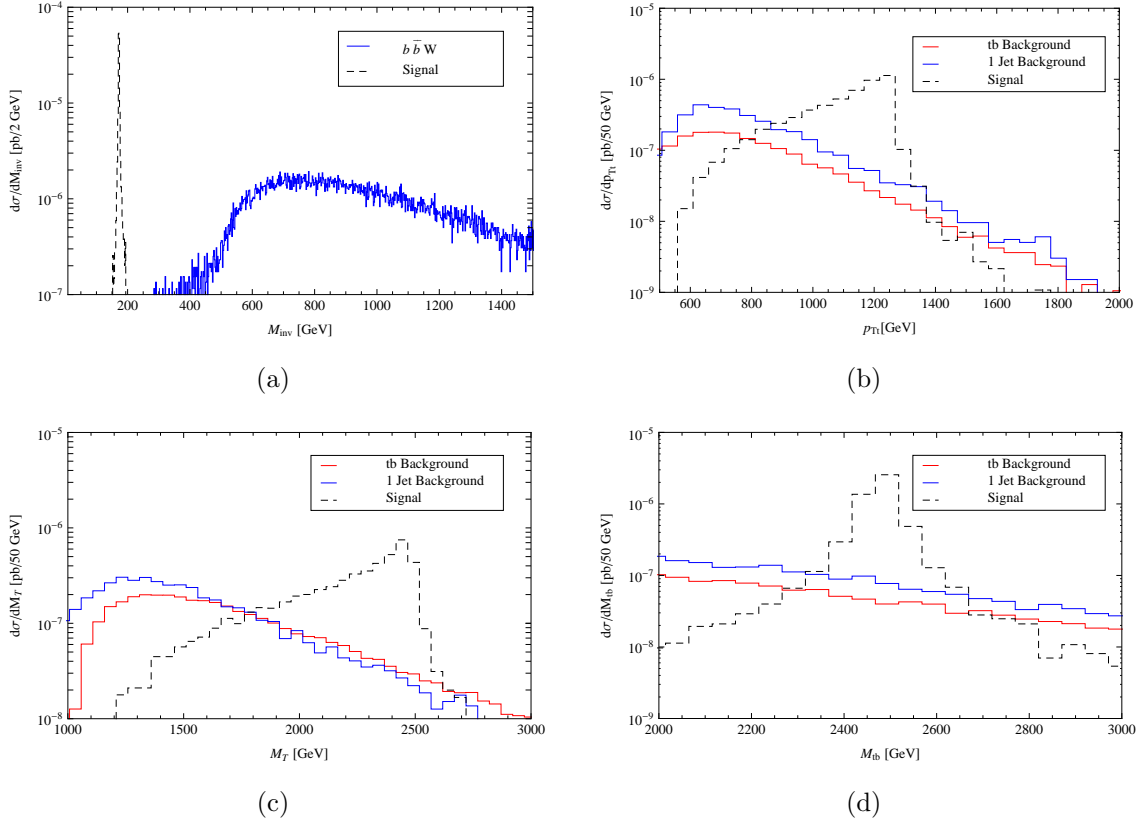 10⁻⁴
10⁻⁵
10⁻⁶
10⁻⁷
dσ/dM_inv [pb/2 GeV]
b b̅ W
Signal
200 400 600 800 1000 1200 1400
M_inv [GeV]
(a)
10⁻⁵
10⁻⁶
10⁻⁷
10⁻⁸
10⁻⁹
dσ/dp_Tt [pb/50 GeV]
tb Background
1 Jet Background
Signal
600 800 1000 1200 1400 1600 1800 2000
p_Tt[GeV]
(b)
10⁻⁵
10⁻⁶
10⁻⁷
10⁻⁸
dσ/dM_T [pb/50 GeV]
tb Background
1 Jet Background
Signal
1000 1500 2000 2500 3000
M_T [GeV]
(c)
10⁻⁵
10⁻⁶
10⁻⁷
10⁻⁸
10⁻⁹
dσ/dM_tb [pb/50 GeV]
tb Background
1 Jet Background
Signal
2000 2200 2400 2600 2800 3000
M_tb [GeV]
(d)